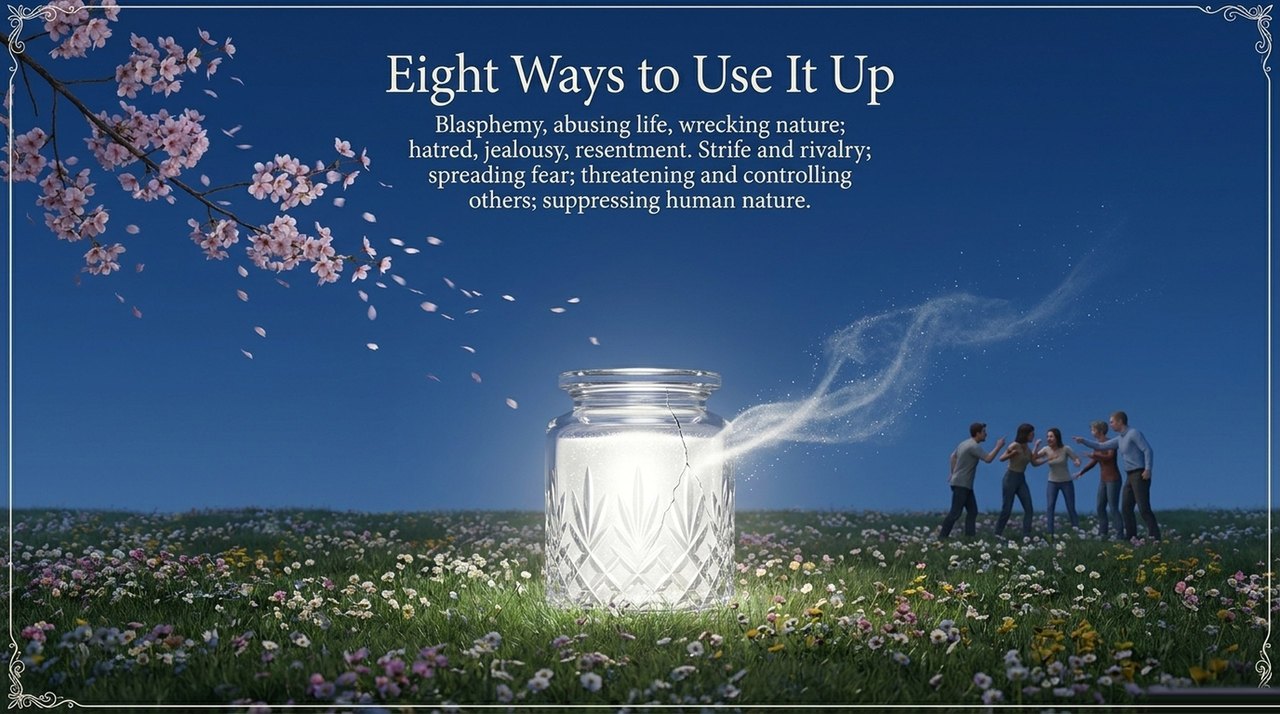 Eight Ways to Use It Up
Blasphemy, abusing life, wrecking nature;
hatred, jealousy, resentment. Strife and rivalry;
spreading fear; threatening and controlling
others; suppressing human nature.